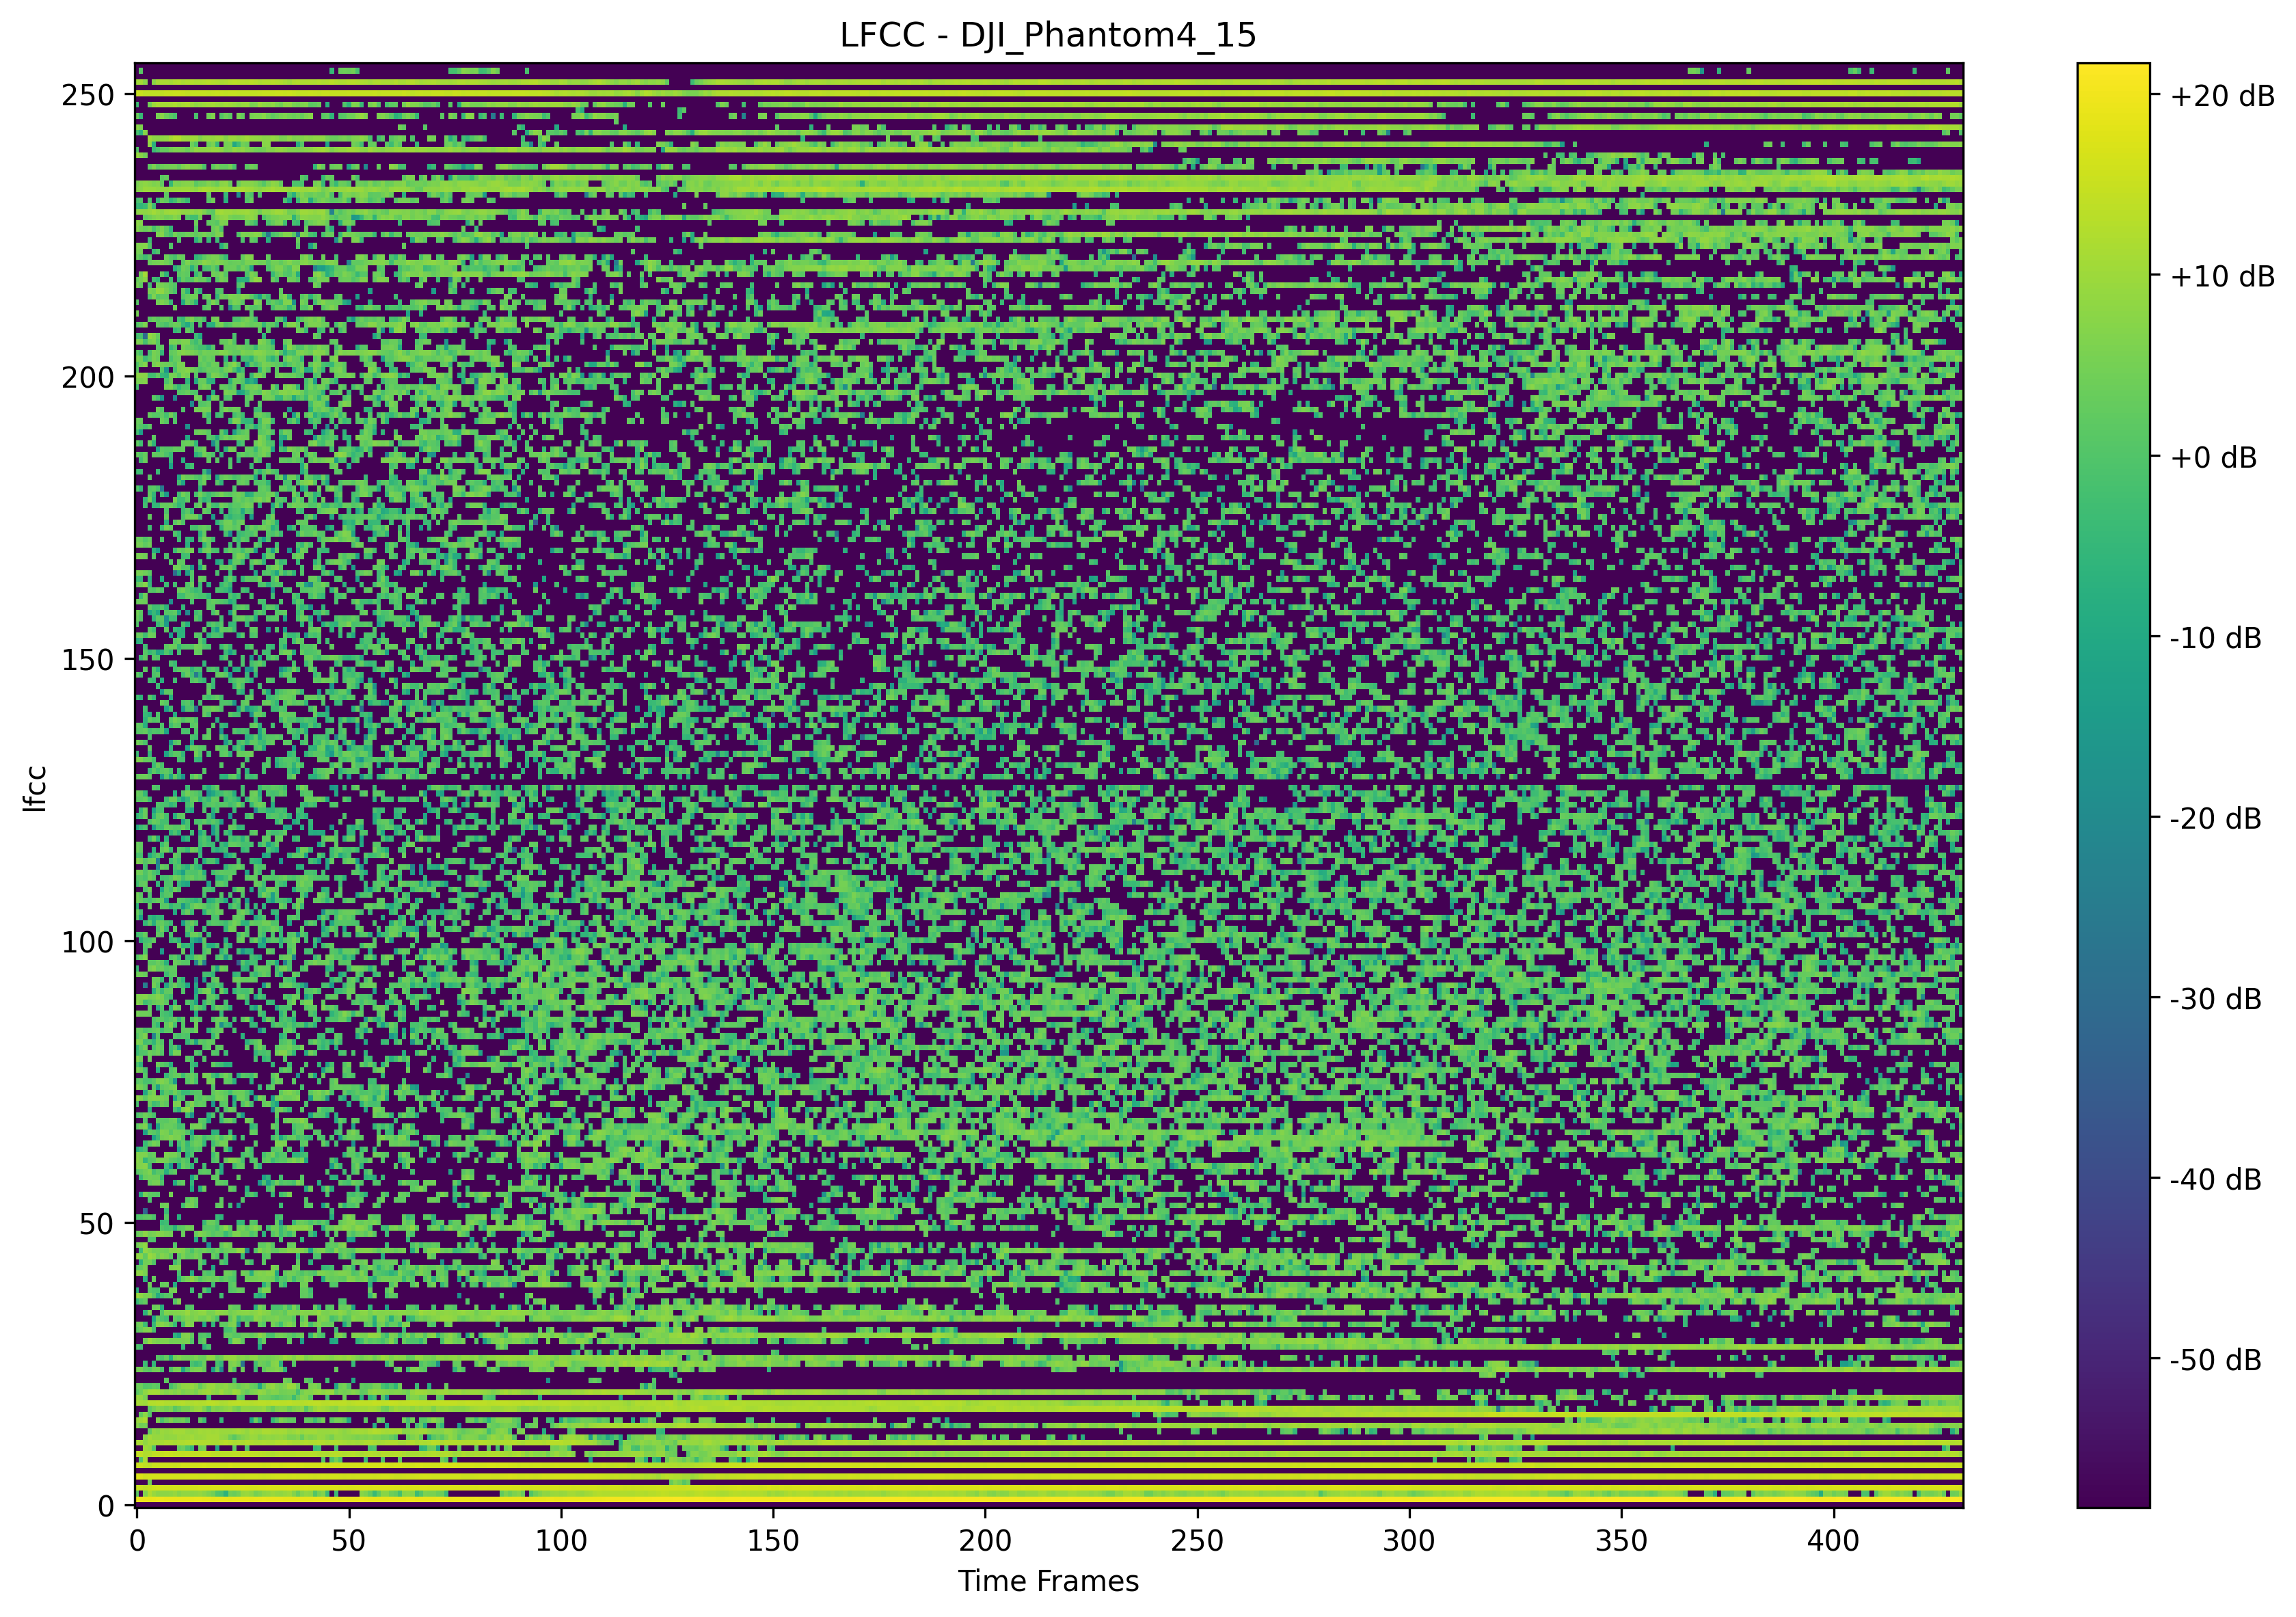 LFCC - DJI_Phantom4_15
250
200
150
100
50
0
lfcc
0 50 100 150 200 250 300 350 400
Time Frames
+20 dB
+10 dB
+0 dB
-10 dB
-20 dB
-30 dB
-40 dB
-50 dB